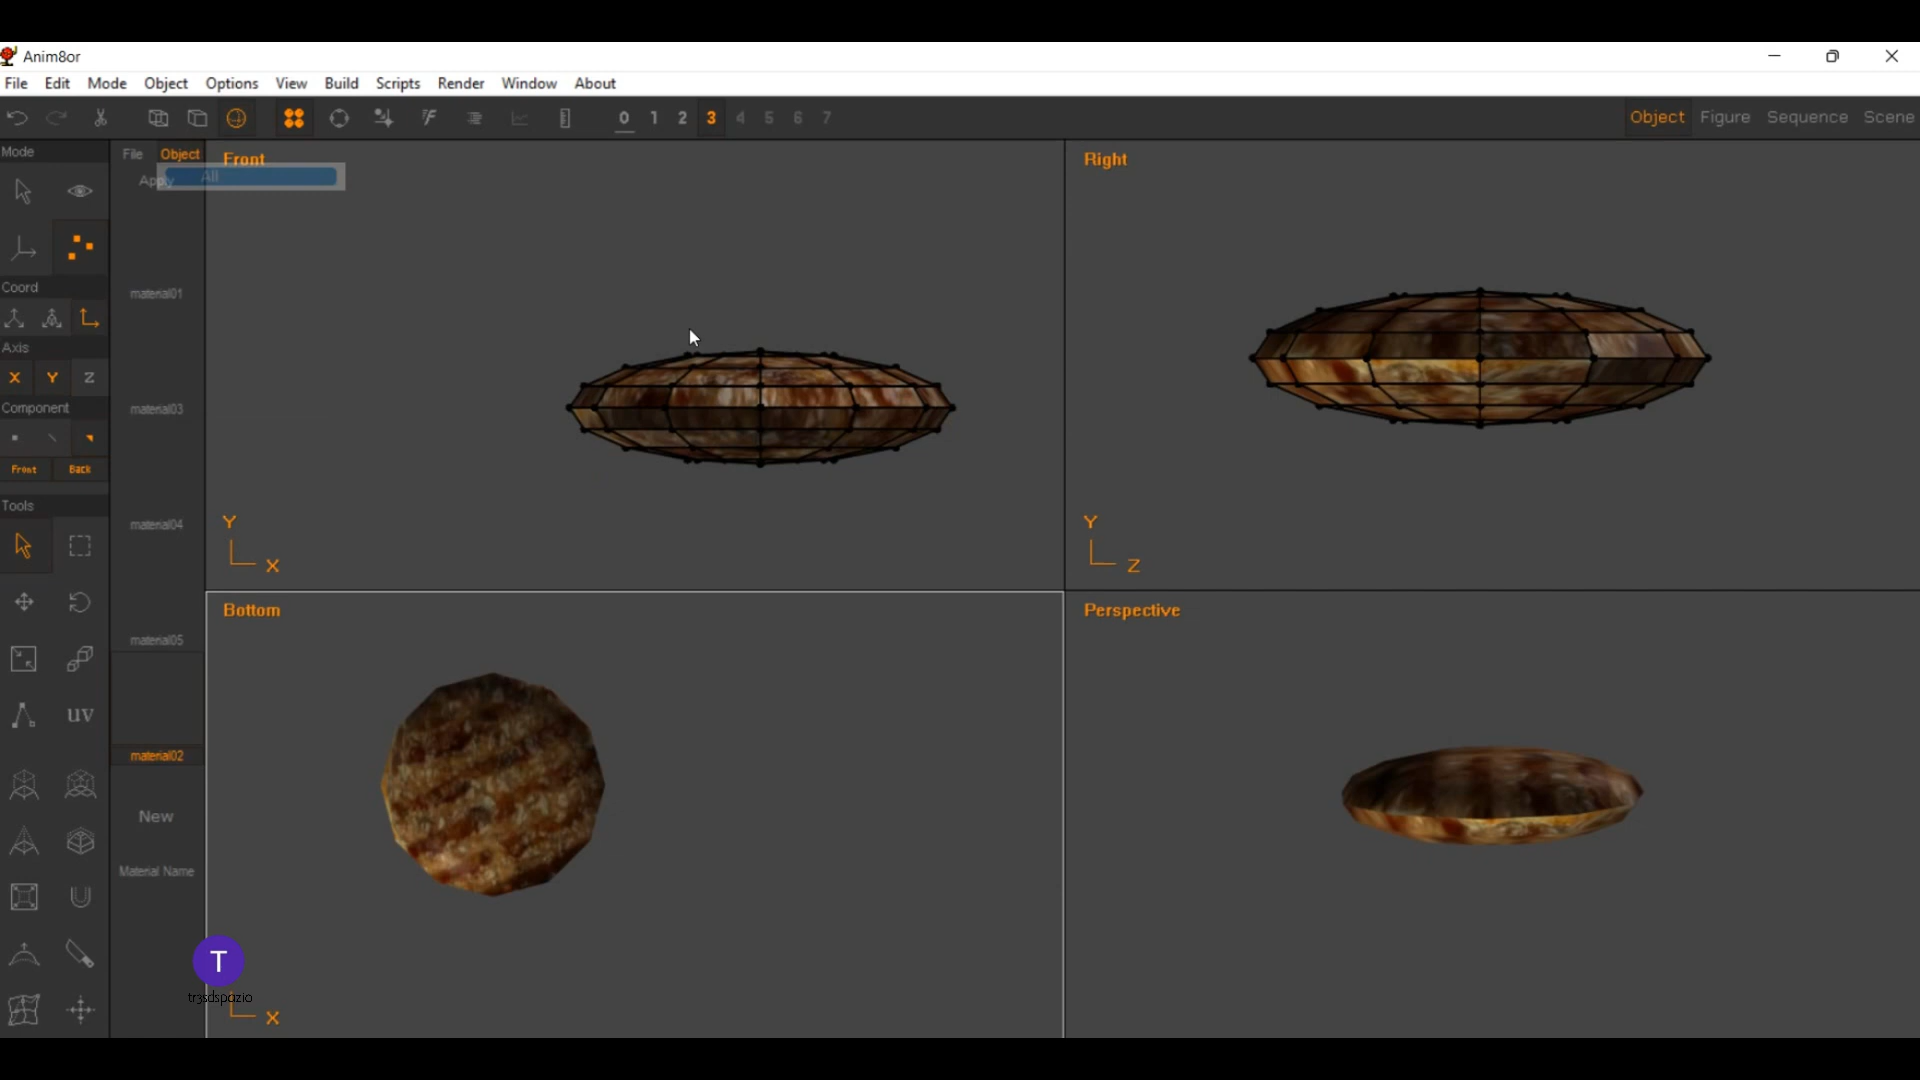 Anim8or
File Edit Mode Object Options View Build Scripts Render Window About
0 1 2 3 4 5 6 7
Object Figure Sequence Scene
Mode
File Object
Apply
All
Front
Right
material01
Coord
Axis
X Y Z
Component
material03
Front Back
Tools
material04
Y
X
Y
Z
Bottom
Perspective
material05
UV
material02
New
Material Name
T
tr3sdspazio
X